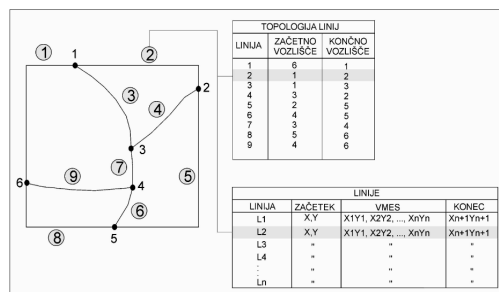 TOPOLOGIJA LINIJ
LINIJA ZAČETNO VOZLIŠČE KONČNO VOZLIŠČE
1 6 1
2 1 2
3 1 3
4 3 2
5 2 5
6 4 5
7 3 4
8 5 6
9 4 6
1 1 2
3 4 2
7 3
6 9 4 5
6
8 5
LINIJE
LINIJA ZAČETEK VMES KONEC
L1 X,Y X1Y1, X2Y2, ..., XnYn Xn+1Yn+1
L2 X,Y X1Y1, X2Y2, ..., XnYn Xn+1Yn+1
L3 " " "
L4 " " "
: " " "
Ln " " "